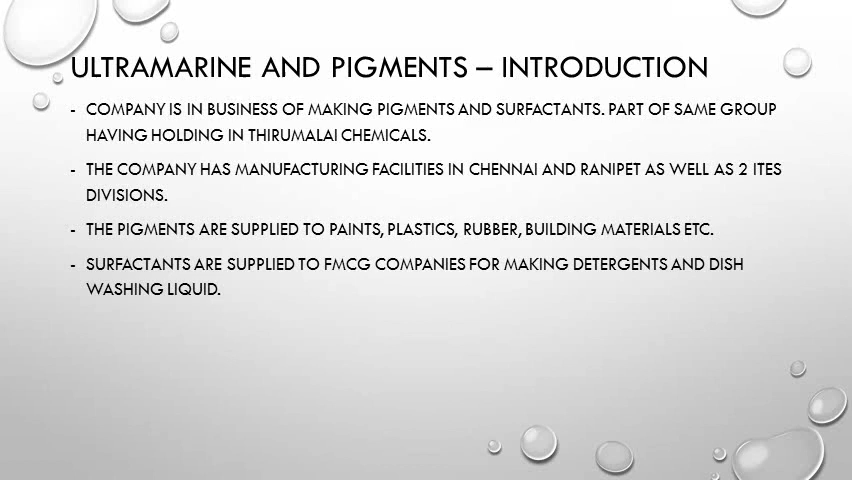 ULTRAMARINE AND PIGMENTS – INTRODUCTION
- COMPANY IS IN BUSINESS OF MAKING PIGMENTS AND SURFACTANTS. PART OF SAME GROUP
HAVING HOLDING IN THIRUMALAI CHEMICALS.
- THE COMPANY HAS MANUFACTURING FACILITIES IN CHENNAI AND RANIPET AS WELL AS 2 ITES
DIVISIONS.
- THE PIGMENTS ARE SUPPLIED TO PAINTS, PLASTICS, RUBBER, BUILDING MATERIALS ETC.
- SURFACTANTS ARE SUPPLIED TO FMCG COMPANIES FOR MAKING DETERGENTS AND DISH
WASHING LIQUID.